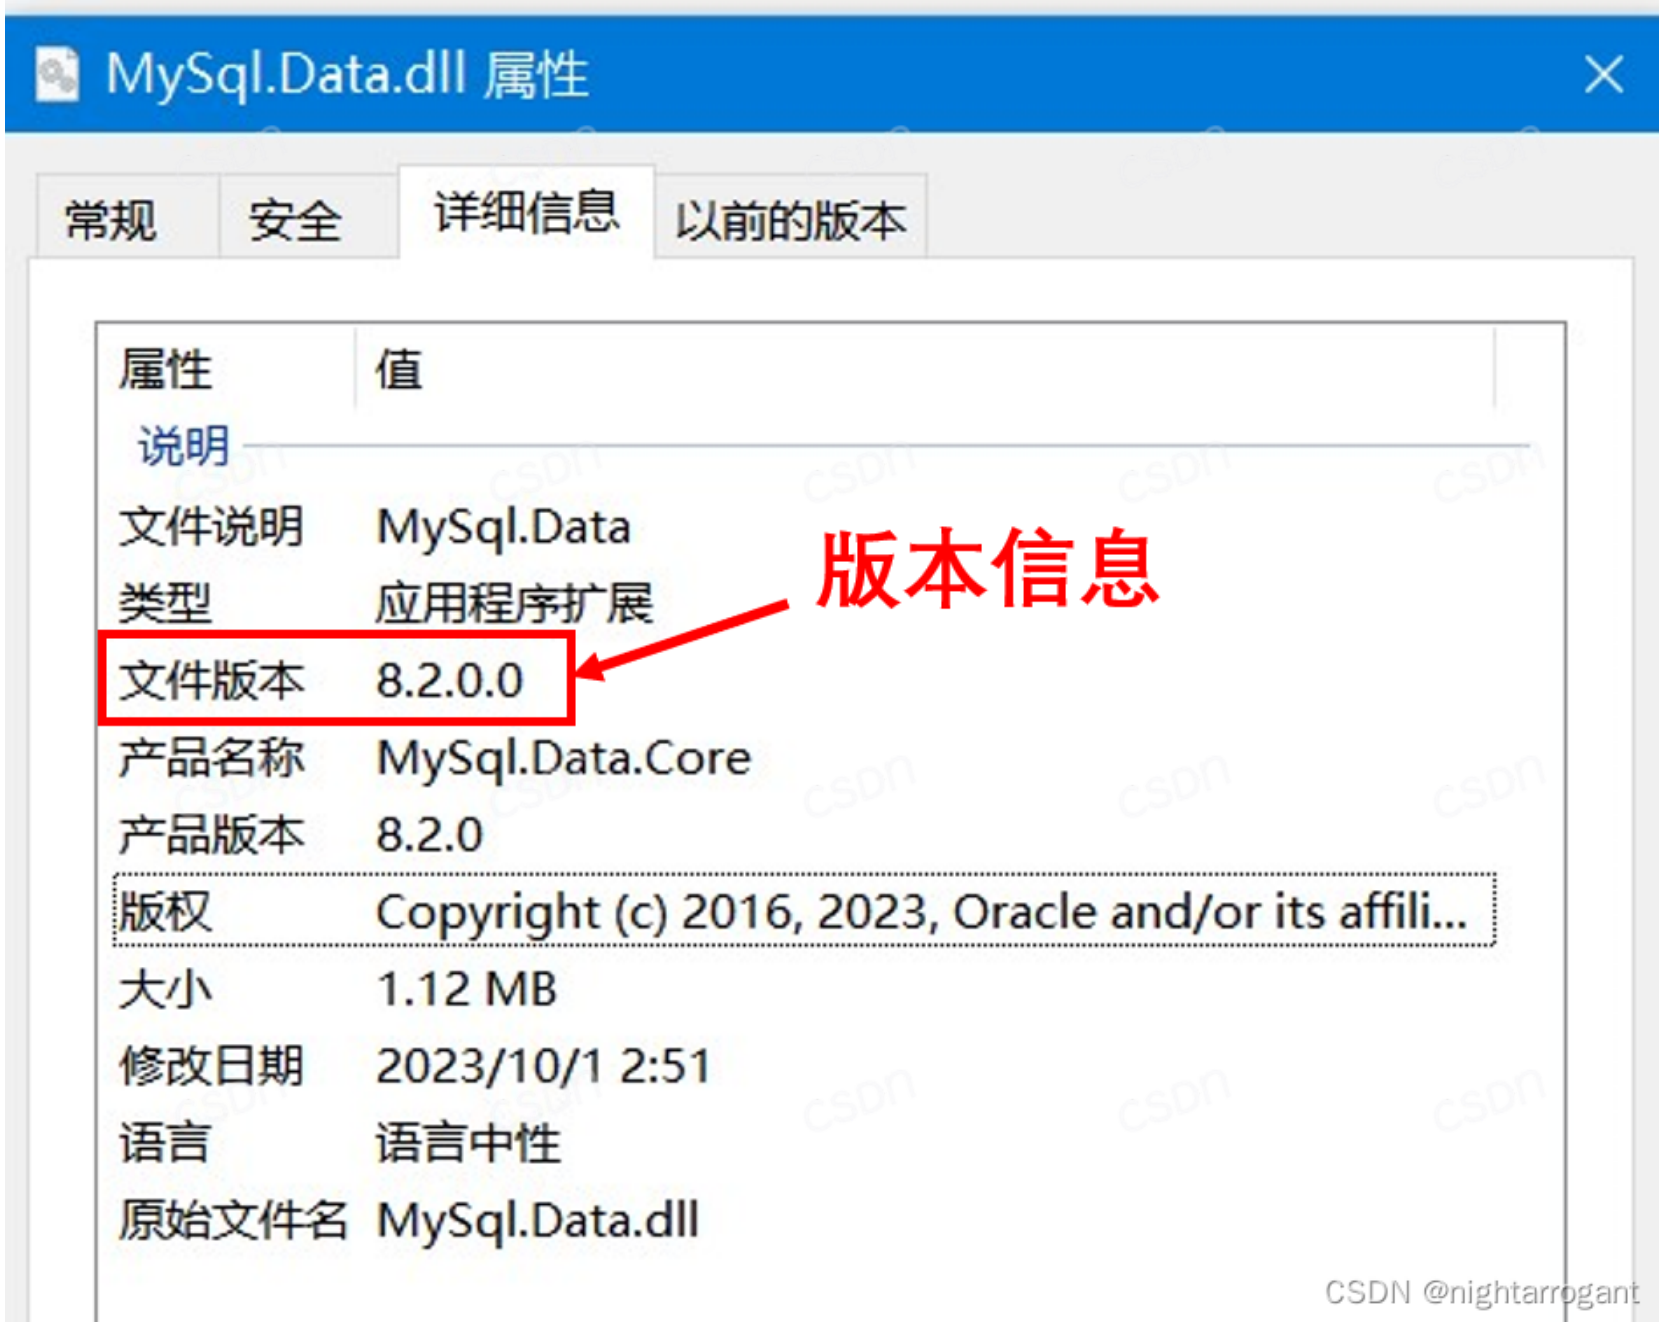 MySql.Data.dll 属性
常规 安全 详细信息 以前的版本
属性 值
说明
文件说明 MySql.Data
版本信息
类型 应用程序扩展
文件版本 8.2.0.0
产品名称 MySql.Data.Core
产品版本 8.2.0
版权 Copyright (c) 2016, 2023, Oracle and/or its affili...
大小 1.12 MB
修改日期 2023/10/1 2:51
语言 语言中性
原始文件名 MySql.Data.dll
CSDN @nightarrogant